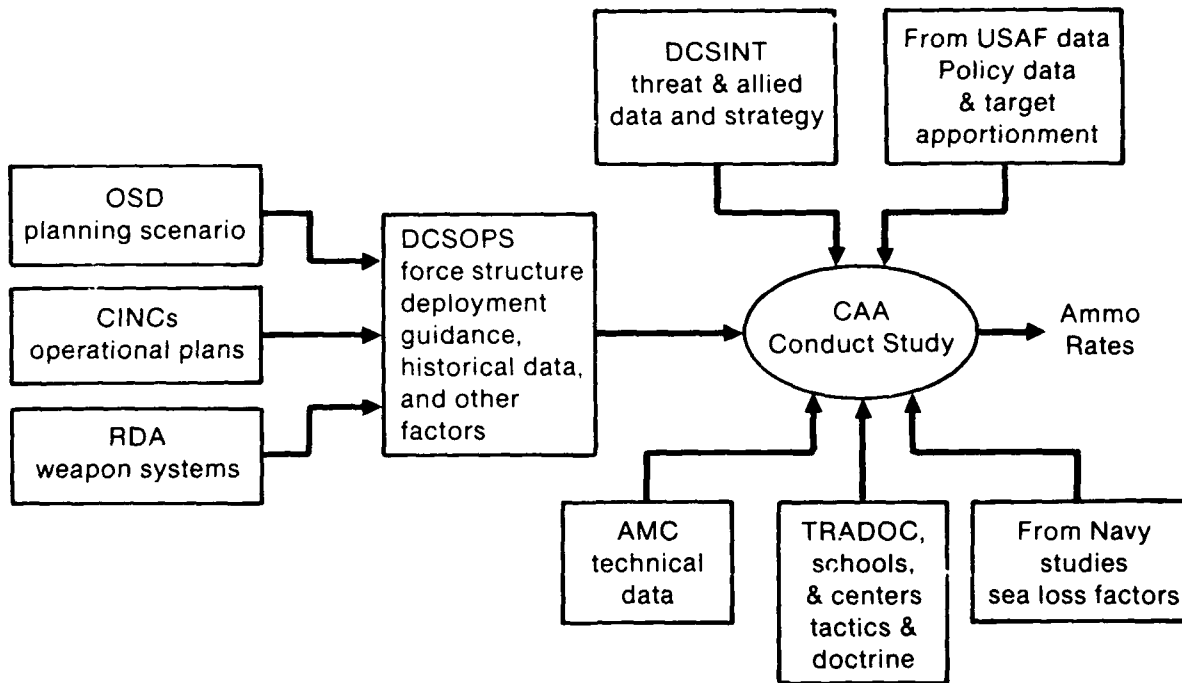 DCSINT
threat & allied
data and strategy
From USAF data
Policy data
& target
apportionment
OSD
planning scenario
CINCs
operational plans
RDA
weapon systems
DCSOPS
force structure
deployment
guidance,
historical data,
and other
factors
CAA
Conduct Study
Ammo
Rates
AMC
technical
data
TRADOC,
schools,
& centers
tactics &
doctrine
From Navy
studies
sea loss factors